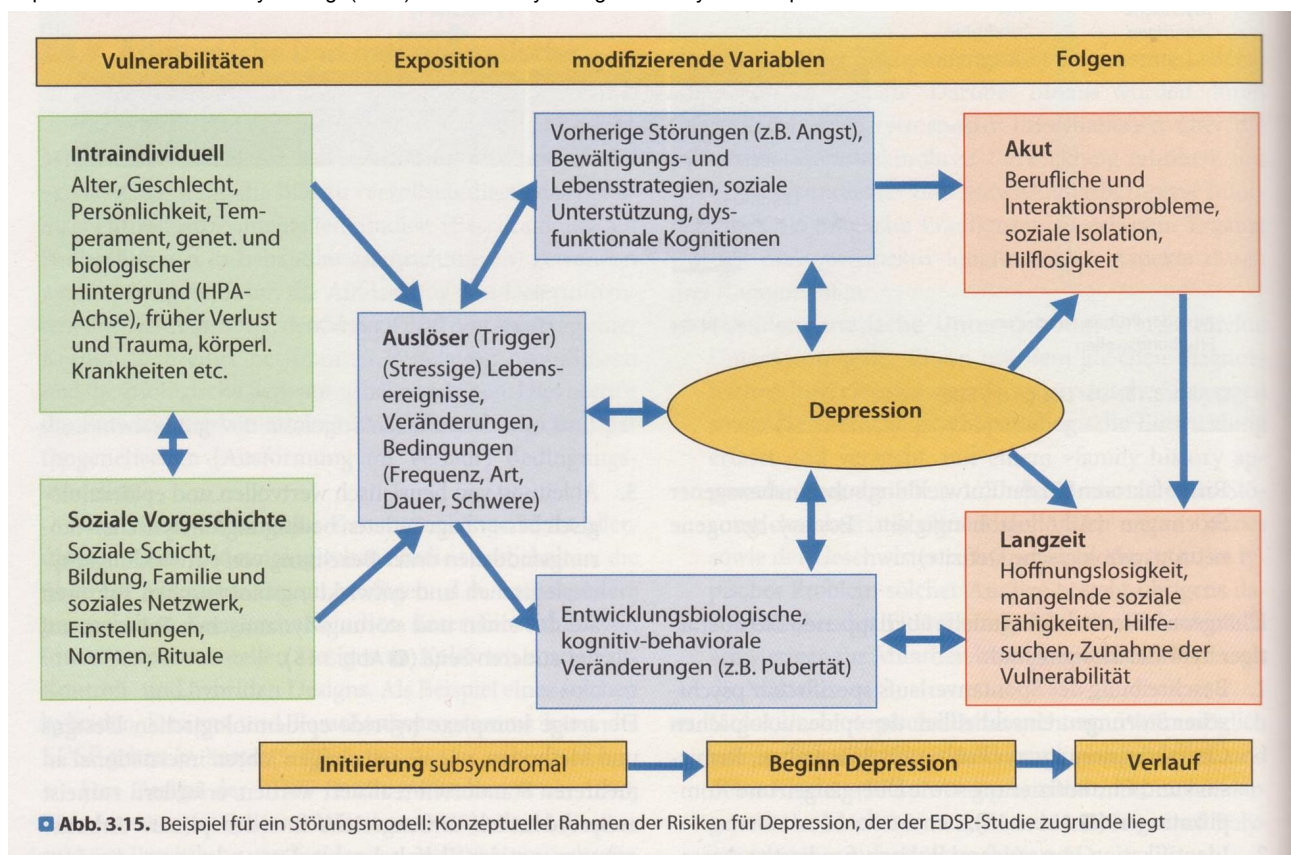 Vulnerabilitäten
Exposition
modifizierende Variablen
Folgen
Intraindividuell
Alter, Geschlecht,
Persönlichkeit, Tem-
perament, genet. und
biologischer
Hintergrund (HPA-
Achse), früher Verlust
und Trauma, körperl.
Krankheiten etc.
Soziale Vorgeschichte
Soziale Schicht,
Bildung, Familie und
soziales Netzwerk,
Einstellungen,
Normen, Rituale
Auslöser (Trigger)
(Stressige) Lebens-
ereignisse,
Veränderungen,
Bedingungen
(Frequenz, Art,
Dauer, Schwere)
Vorherige Störungen (z.B. Angst),
Bewältigungs- und
Lebensstrategien, soziale
Unterstützung, dys-
funktionale Kognitionen
Depression
Entwicklungsbiologische,
kognitiv-behaviorale
Veränderungen (z.B. Pubertät)
Akut
Berufliche und
Interaktionsprobleme,
soziale Isolation,
Hilflosigkeit
Langzeit
Hoffnungslosigkeit,
mangelnde soziale
Fähigkeiten, Hilfe-
suchen, Zunahme der
Vulnerabilität
Initiierung subsyndromal
Beginn Depression
Verlauf
Abb. 3.15. Beispiel für ein Störungsmodell: Konzeptueller Rahmen der Risiken für Depression, der der EDSP-Studie zugrunde liegt